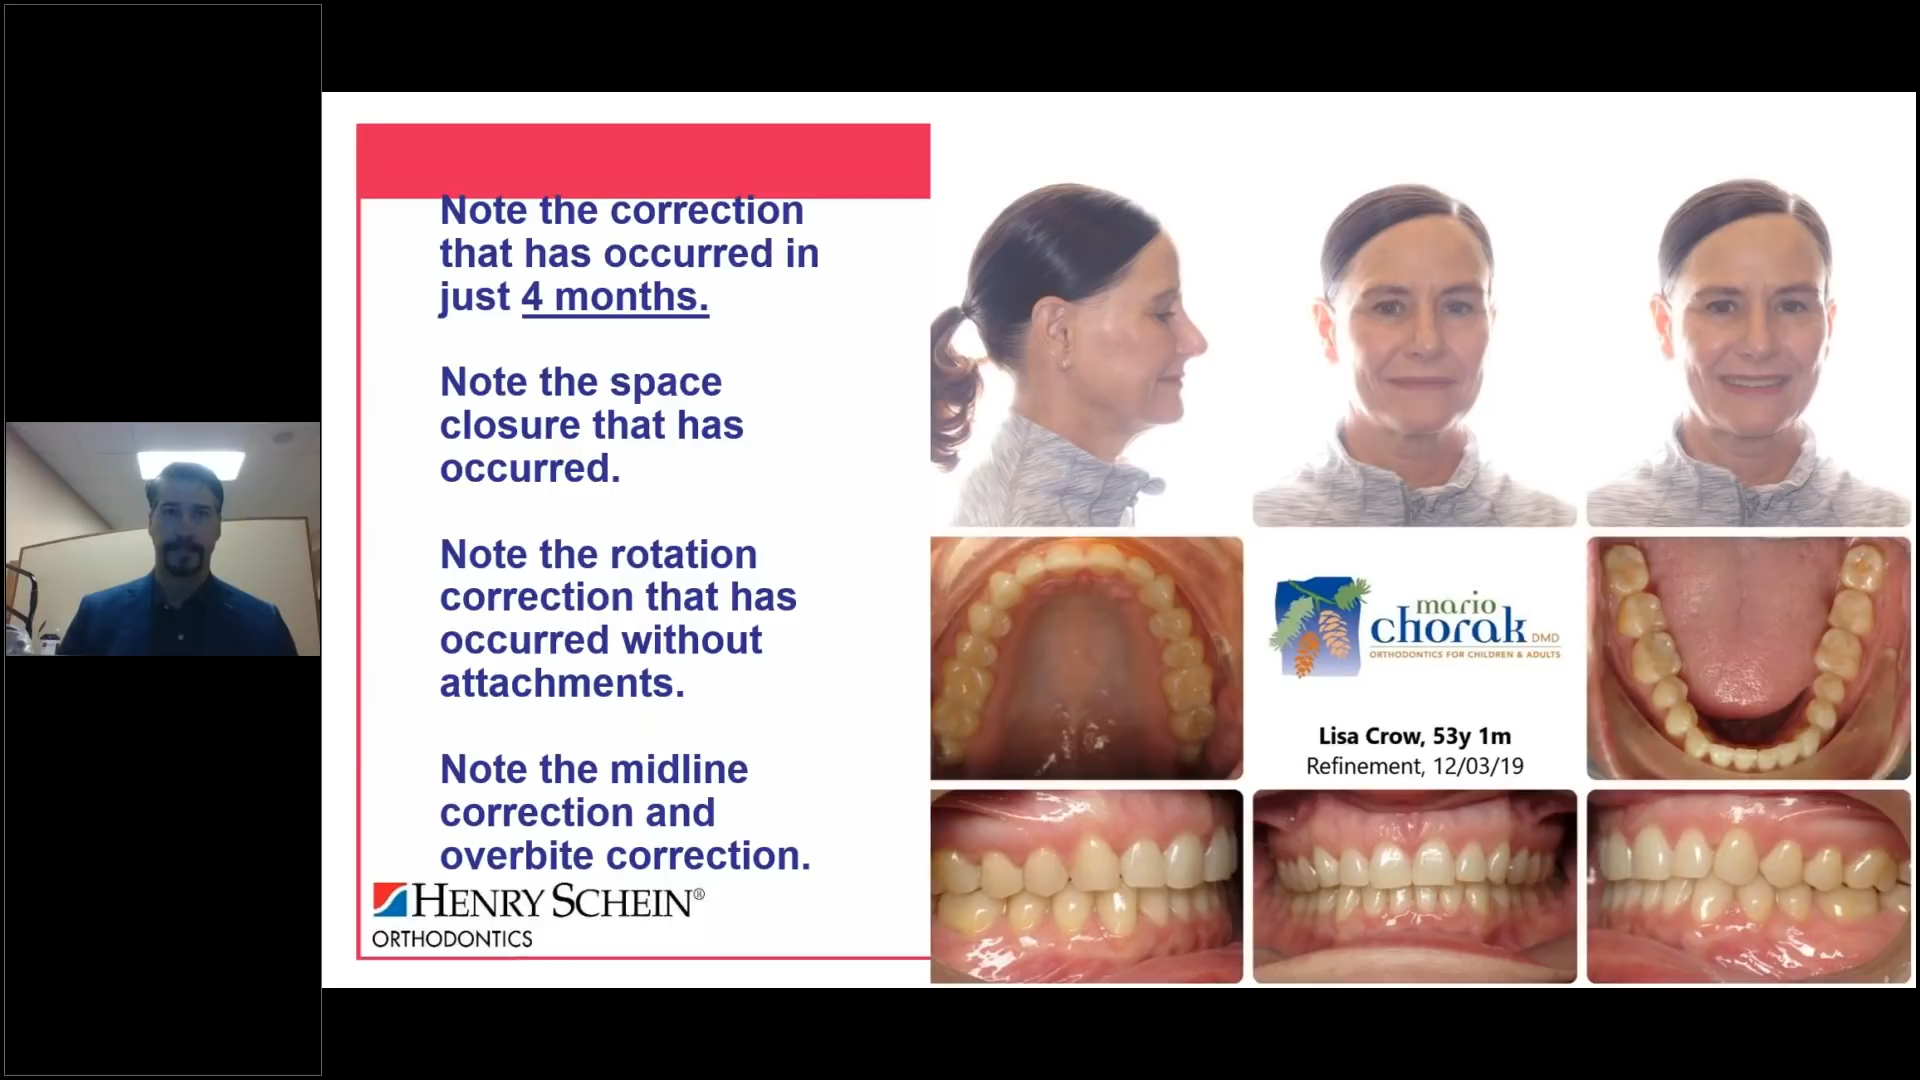 Note the correction
that has occurred in
just 4 months.
Note the space
closure that has
occurred.
Note the rotation
correction that has
occurred without
attachments.
Note the midline
correction and
overbite correction.
HENRY SCHEIN®
ORTHODONTICS
mario
chorak DMD
ORTHODONTICS FOR CHILDREN & ADULTS
Lisa Crow, 53y 1m
Refinement, 12/03/19